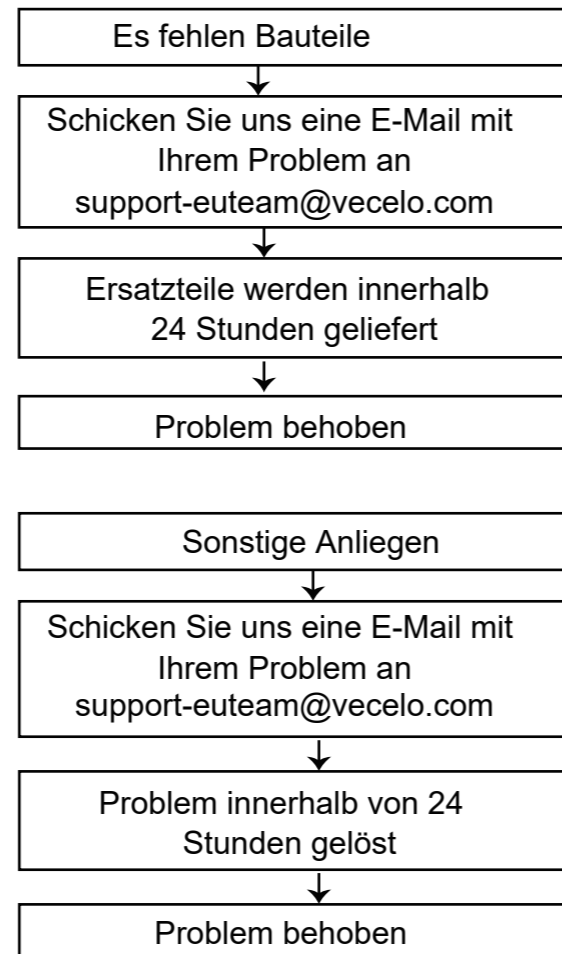 Es fehlen Bauteile
Schicken Sie uns eine E-Mail mit
Ihrem Problem an
support-euteam@vecelo.com
Ersatzteile werden innerhalb
24 Stunden geliefert
Problem behoben
Sonstige Anliegen
Schicken Sie uns eine E-Mail mit
Ihrem Problem an
support-euteam@vecelo.com
Problem innerhalb von 24
Stunden gelöst
Problem behoben